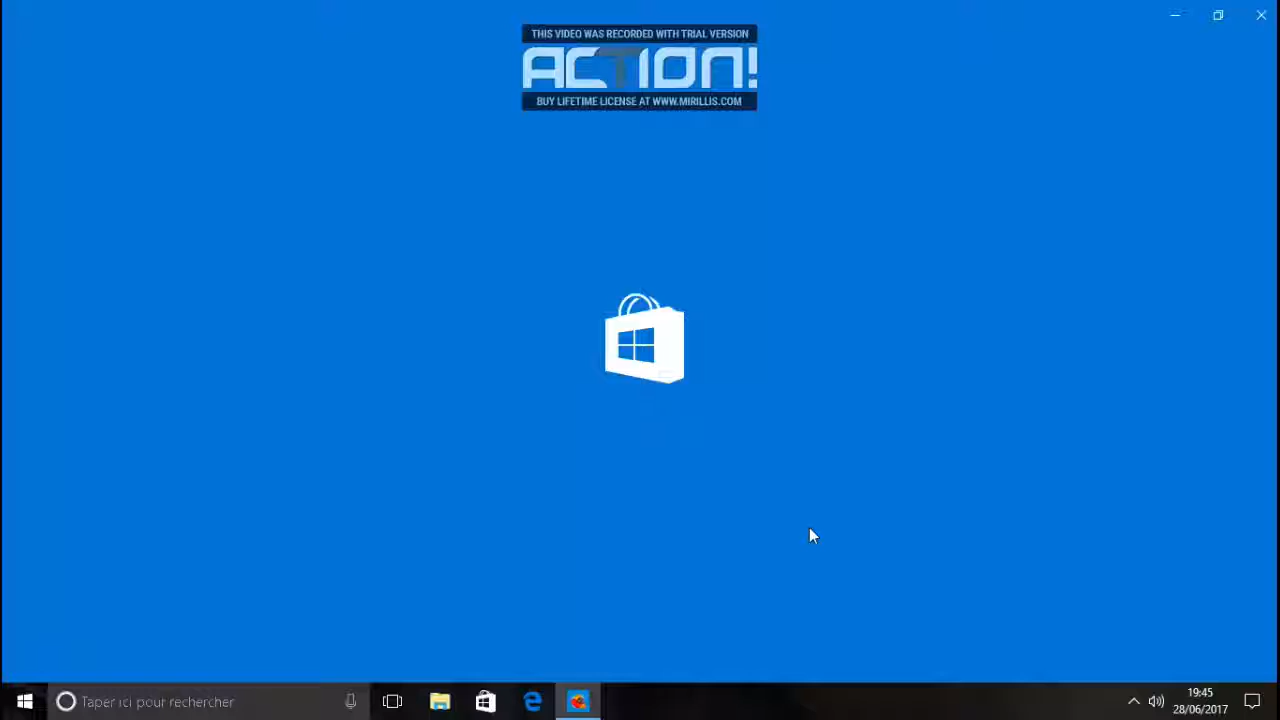 THIS VIDEO WAS RECORDED WITH TRIAL VERSION
ACTION!
BUY LIFETIME LICENSE AT WWW.MIRILLIS.COM
Taper ici pour rechercher
19:45
28/06/2017